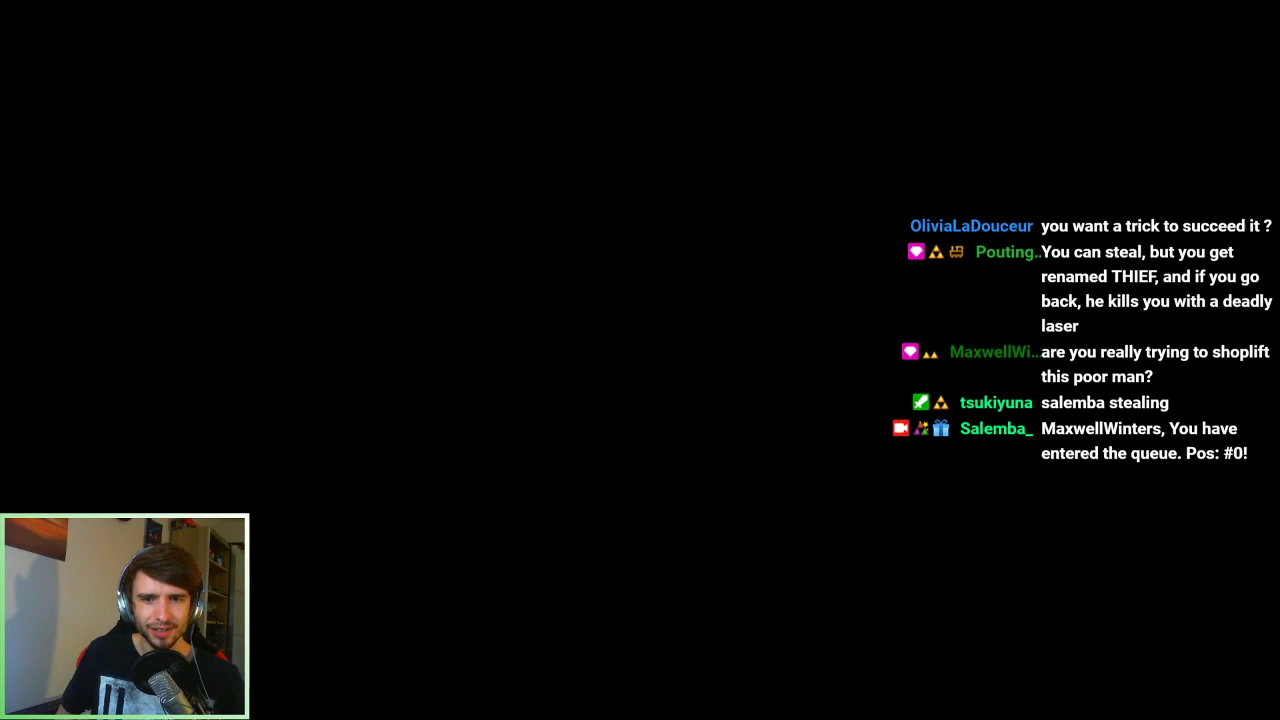 OliviaLaDouceur you want a trick to succeed it ?
Pouting.. You can steal, but you get
renamed THIEF, and if you go
back, he kills you with a deadly
laser
MaxwellWi... are you really trying to shoplift
this poor man?
tsukiyuna salemba stealing
Salemba_ MaxwellWinters, You have
entered the queue. Pos: #0!